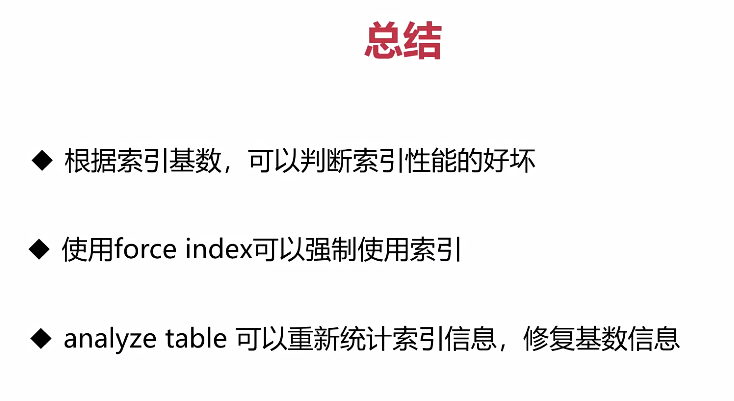 总结
◆ 根据索引基数，可以判断索引性能的好坏
◆ 使用force index可以强制使用索引
◆ analyze table 可以重新统计索引信息，修复基数信息